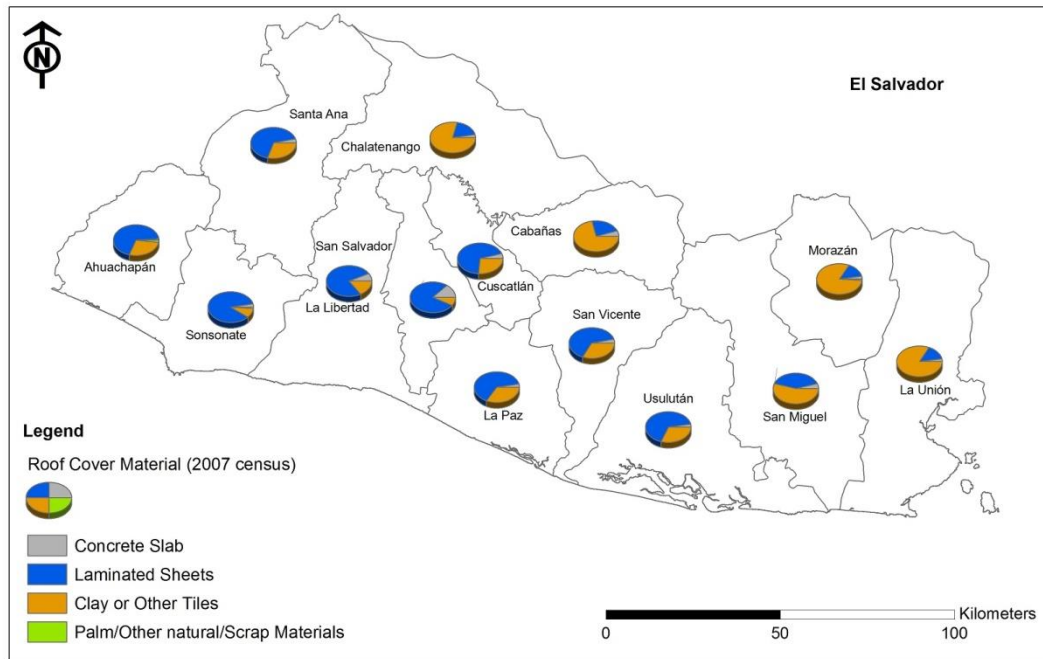 N
El Salvador
Santa Ana
Chalatenango
Cabañas
Morazán
Ahuachapán
San Salvador
Cuscatlán
La Libertad
Sonsonate
San Vicente
La Unión
Usulután
La Paz
San Miguel
Legend
Roof Cover Material (2007 census)
Concrete Slab
Laminated Sheets
Clay or Other Tiles
Palm/Other natural/Scrap Materials
Kilometers
0 50 100